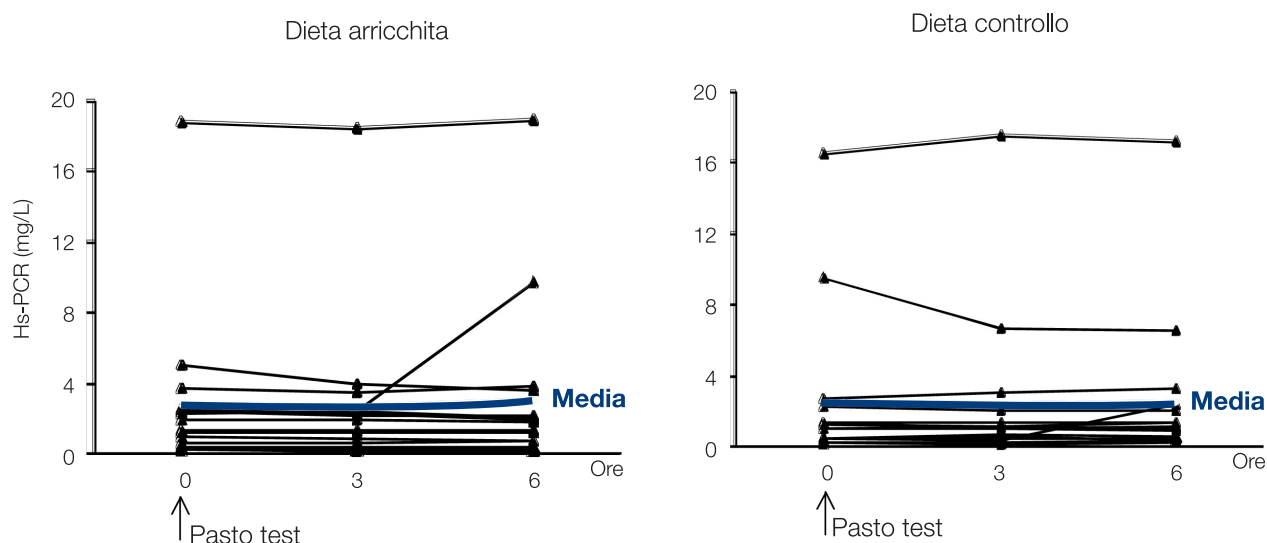 Dieta arricchita
Hs-PCR (mg/L)
20
16
12
8
4
0
Media
0 3 6 Ore
Pasto test
Dieta controllo
20
16
12
8
4
0
Media
0 3 6 Ore
Pasto test